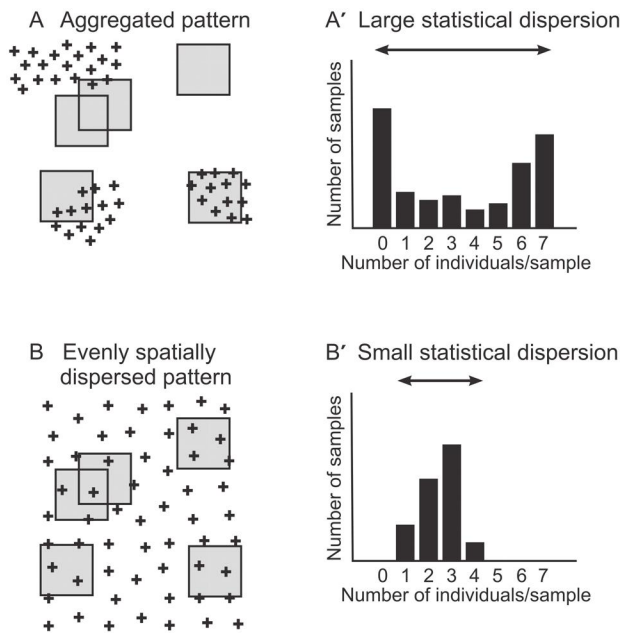 A Aggregated pattern
A′ Large statistical dispersion
Number of samples
0 1 2 3 4 5 6 7
Number of individuals/sample
B Evenly spatially
dispersed pattern
B′ Small statistical dispersion
Number of samples
0 1 2 3 4 5 6 7
Number of individuals/sample